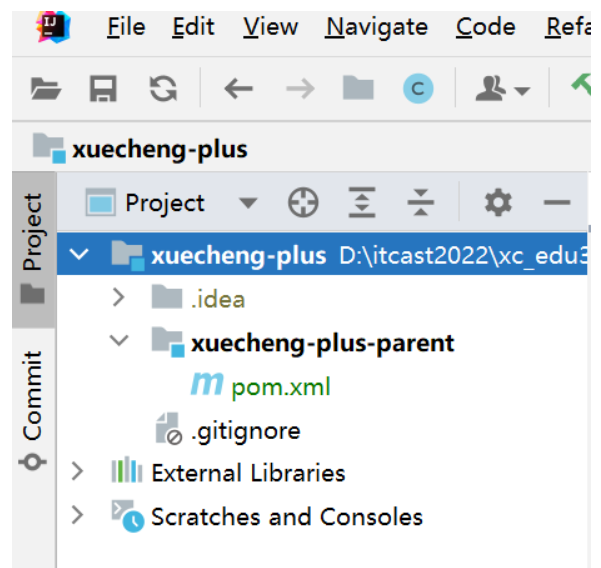 File Edit View Navigate Code Refa
xuecheng-plus
Project
Project
xuecheng-plus D:\itcast2022\xc_edu3
.idea
xuecheng-plus-parent
pom.xml
.gitignore
Commit
External Libraries
Scratches and Consoles